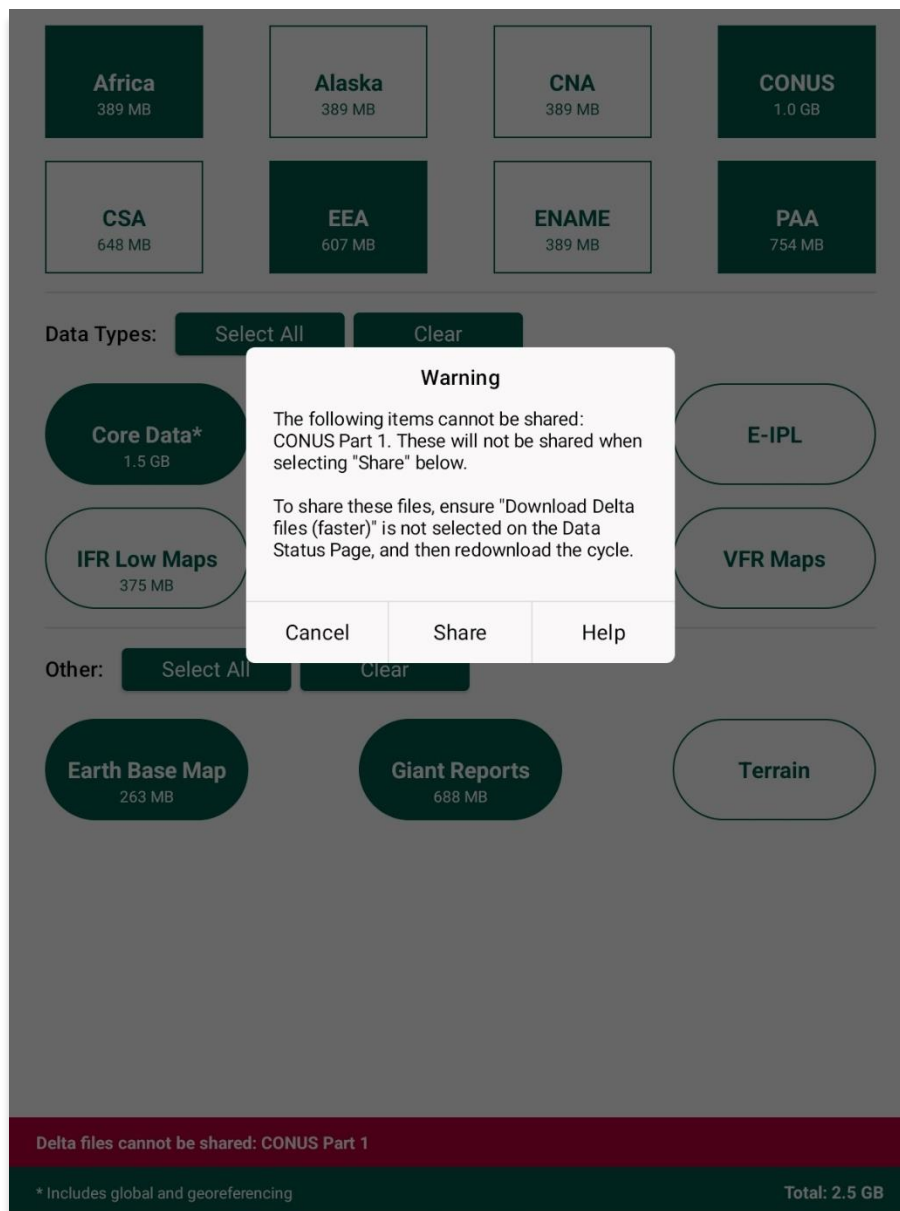 Africa
389 MB
Alaska
389 MB
CNA
389 MB
CONUS
1.0 GB
CSA
648 MB
EEA
607 MB
ENAME
389 MB
PAA
754 MB
Data Types:
Select All
Clear
Warning
The following items cannot be shared:
CONUS Part 1. These will not be shared when
selecting "Share" below.
To share these files, ensure "Download Delta
files (faster)" is not selected on the Data
Status Page, and then redownload the cycle.
Cancel
Share
Help
Core Data*
1.5 GB
E-IPL
IFR Low Maps
375 MB
VFR Maps
Other:
Select All
Clear
Earth Base Map
263 MB
Giant Reports
688 MB
Terrain
Delta files cannot be shared: CONUS Part 1
* Includes global and georeferencing
Total: 2.5 GB